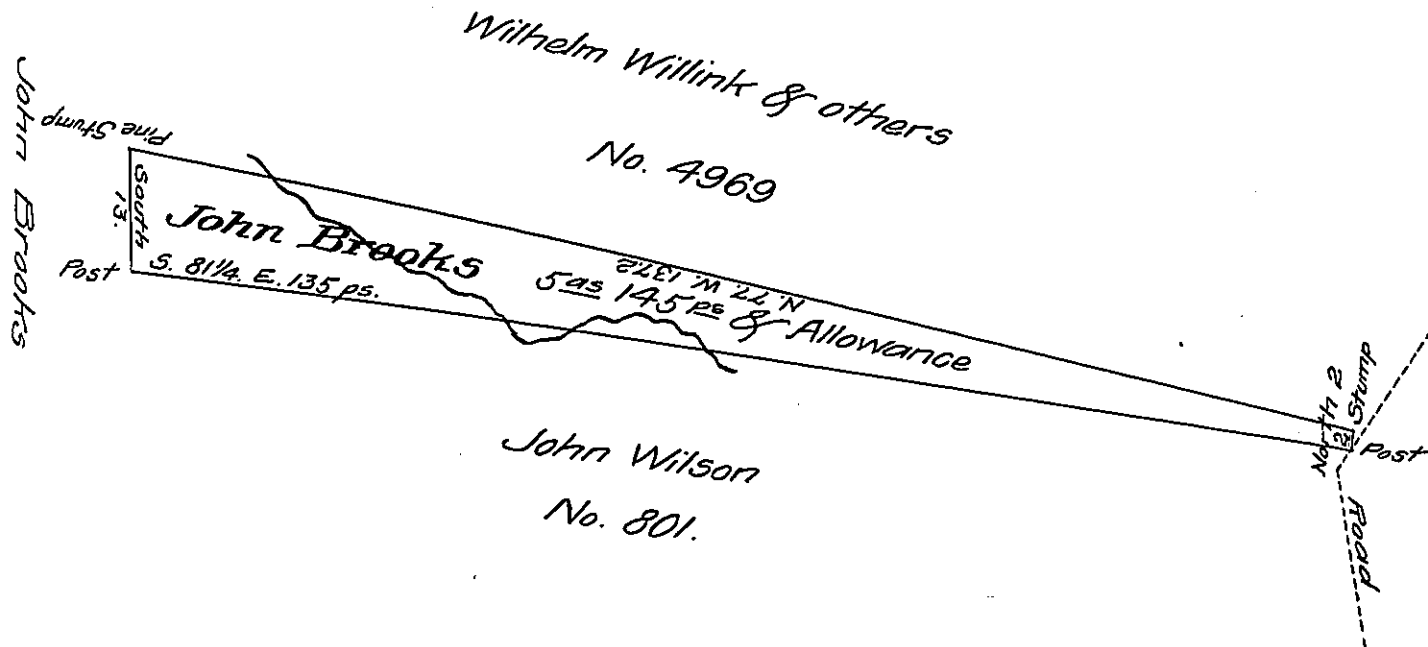 Wilhelm Willink & others
No. 4969
John Brooks
Pine Stump
South
13.
John Brooks
5as 145ps & Allowance
N. 77. W. 137.2
Post
S. 81¼. E. 135 ps.
North 2
Stump
Post
Road
John Wilson
No. 801.